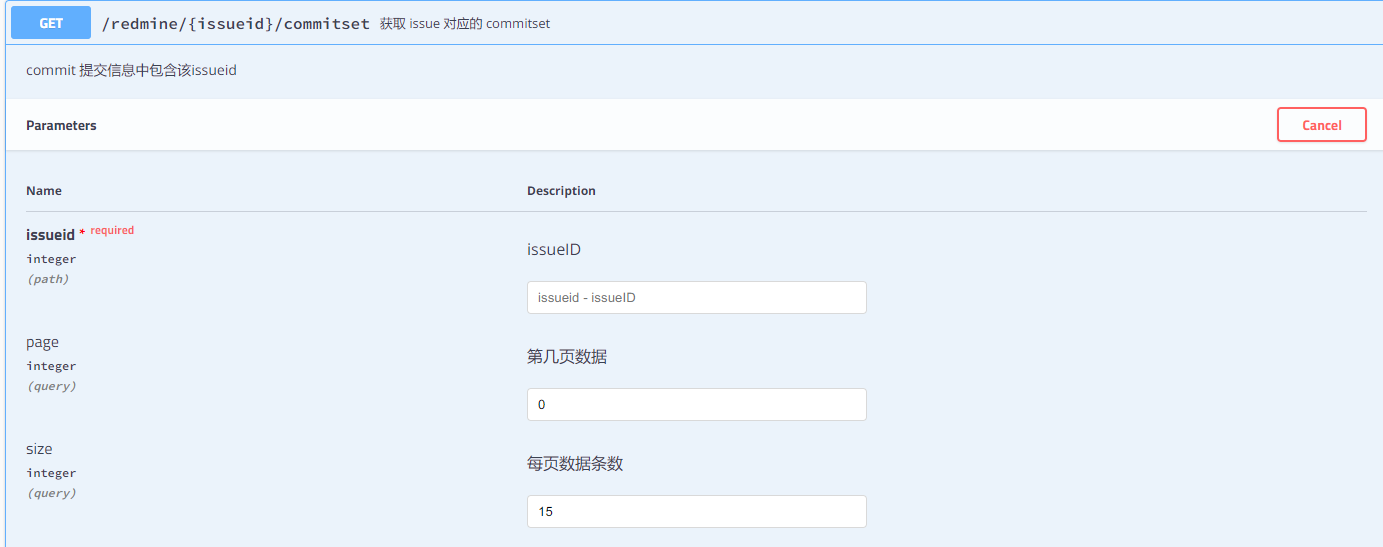 GET /redmine/{issueid}/commitset 获取 issue 对应的 commitset
commit 提交信息中包含该issueid
Parameters Cancel
Name Description
issueid * required
integer
(path)
issueID
issueid - issueID
page
integer
(query)
第几页数据
0
size
integer
(query)
每页数据条数
15